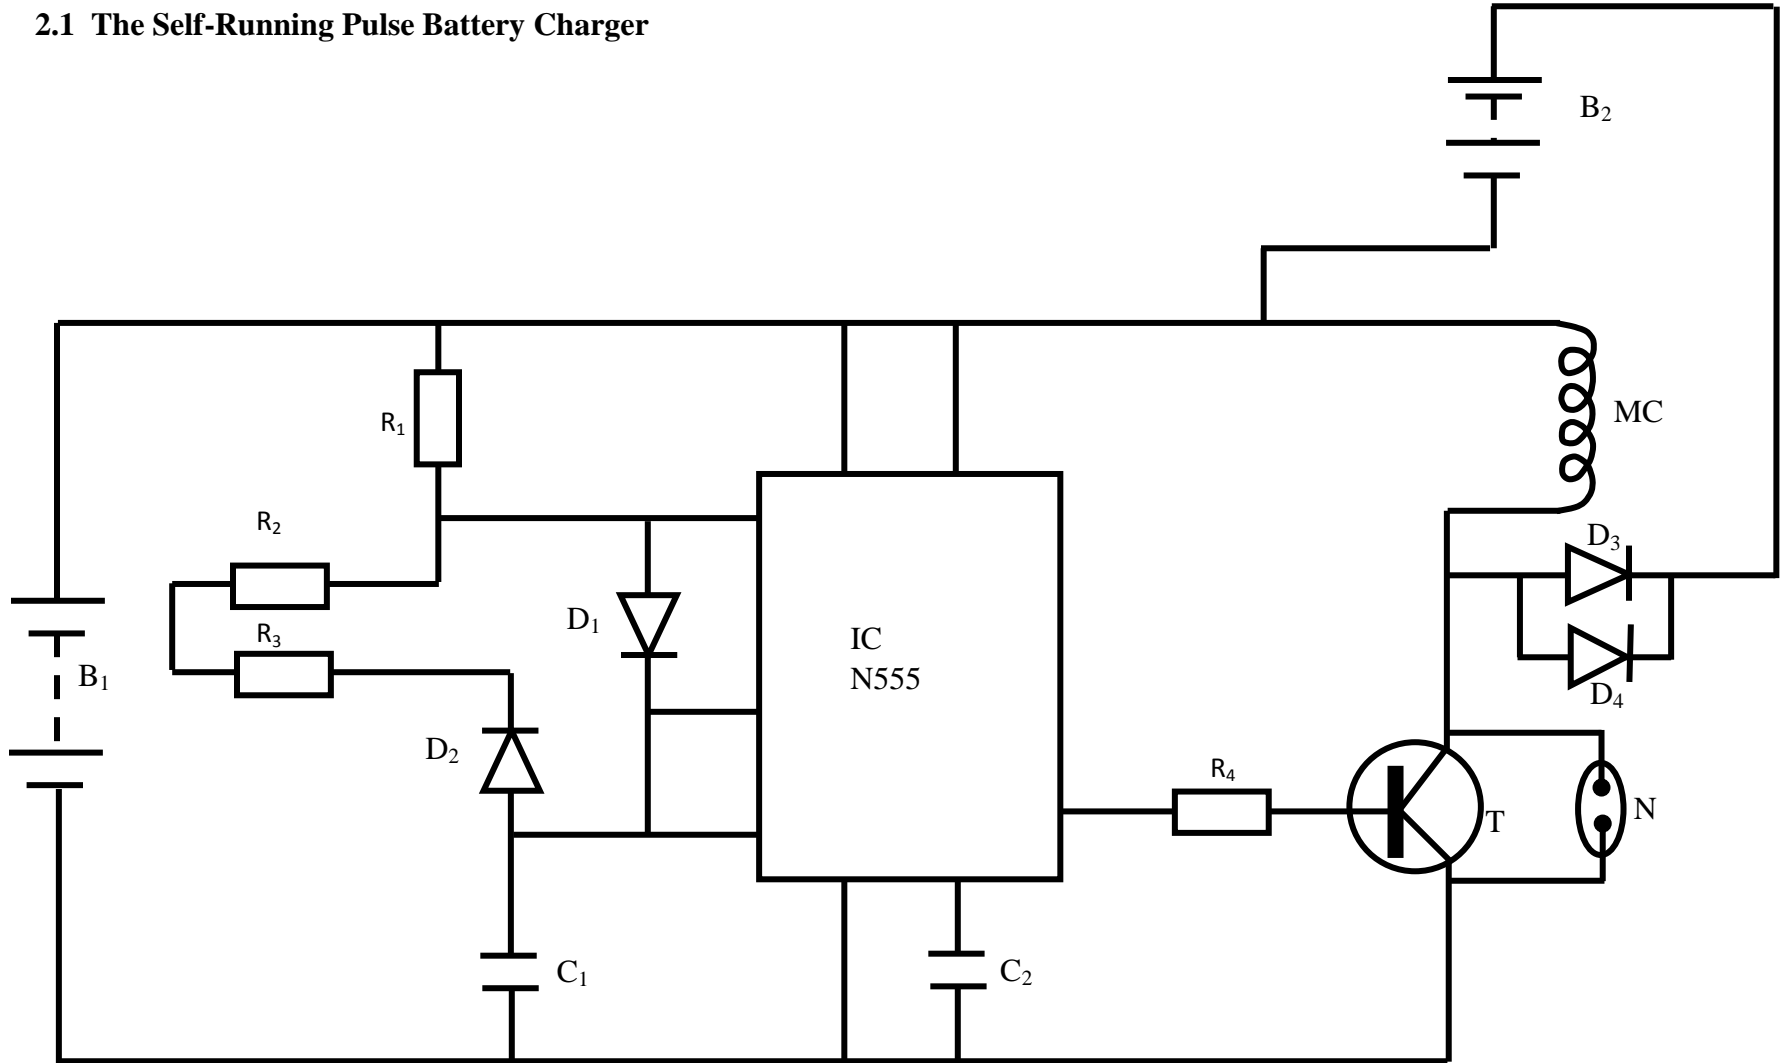 2.1 The Self-Running Pulse Battery Charger
B₂
R₁
MC
R₂
D₃
D₁
R₃
IC
N555
B₁
D₄
D₂
R₄
T
N
C₁
C₂